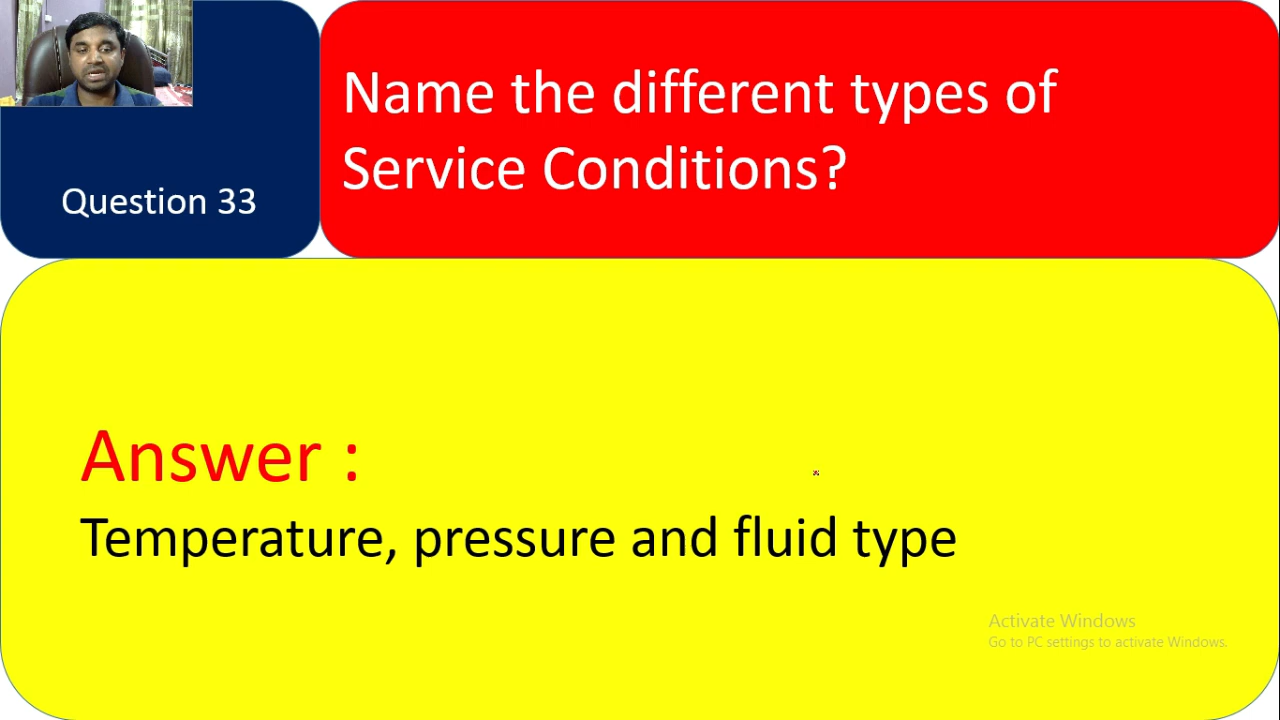 Question 33
Name the different types of
Service Conditions?
Answer :
Temperature, pressure and fluid type
Activate Windows
Go to PC settings to activate Windows.